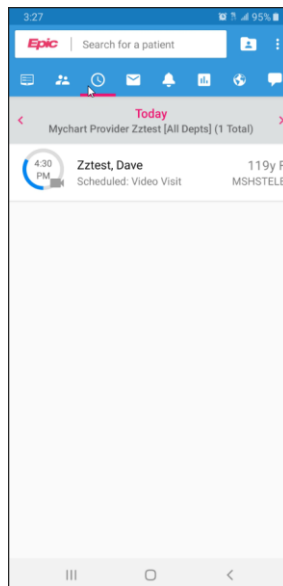 3:27 95%
Epic Search for a patient
Today
Mychart Provider Zztest [All Depts] (1 Total)
4:30 PM
Zztest, Dave 119y F
Scheduled: Video Visit MSHSTELE